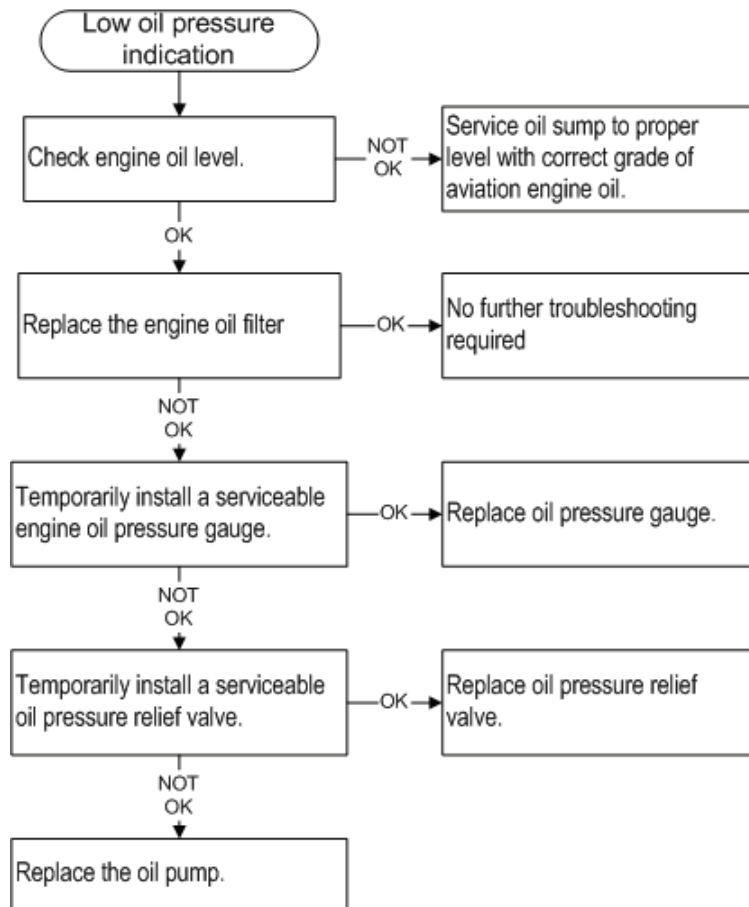 Low oil pressure
indication
Check engine oil level.
NOT
OK
Service oil sump to proper
level with correct grade of
aviation engine oil.
OK
Replace the engine oil filter
OK
No further troubleshooting
required
NOT
OK
Temporarily install a serviceable
engine oil pressure gauge.
OK
Replace oil pressure gauge.
NOT
OK
Temporarily install a serviceable
oil pressure relief valve.
OK
Replace oil pressure relief
valve.
NOT
OK
Replace the oil pump.